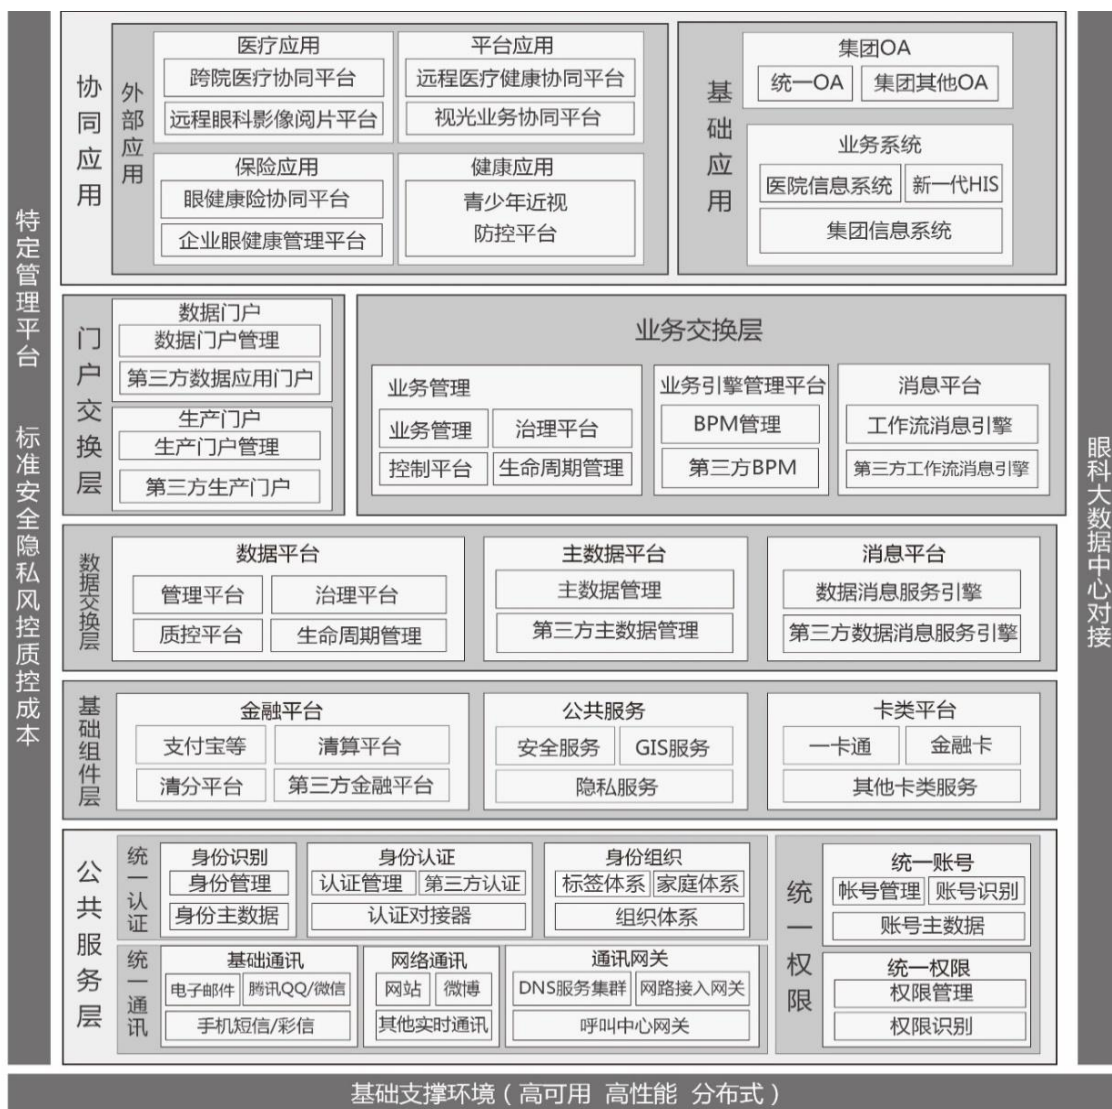 特定管理平台
标准安全隐私风控质控成本
协同应用
外部应用
医疗应用
跨院医疗协同平台
远程眼科影像阅片平台
平台应用
远程医疗健康协同平台
视光业务协同平台
保险应用
眼健康险协同平台
企业眼健康管理平台
健康应用
青少年近视
防控平台
基础应用
集团OA
统一OA
集团其他OA
业务系统
医院信息系统
新一代HIS
集团信息系统
门户交换层
数据门户
数据门户管理
第三方数据应用门户
生产门户
生产门户管理
第三方生产门户
业务交换层
业务管理
业务管理
治理平台
控制平台
生命周期管理
业务引擎管理平台
BPM管理
第三方BPM
消息平台
工作流消息引擎
第三方工作流消息引擎
数据交换层
数据平台
管理平台
治理平台
质控平台
生命周期管理
主数据平台
主数据管理
第三方主数据管理
消息平台
数据消息服务引擎
第三方数据消息服务引擎
基础组件层
金融平台
支付宝等
清算平台
清分平台
第三方金融平台
公共服务
安全服务
GIS服务
隐私服务
卡类平台
一卡通
金融卡
其他卡类服务
公共服务层
统一认证
身份识别
身份管理
身份主数据
身份认证
认证管理
第三方认证
认证对接器
身份组织
标签体系
家庭体系
组织体系
统一通讯
基础通讯
电子邮件
腾讯QQ/微信
手机短信/彩信
网络通讯
网站
微博
其他实时通讯
通讯网关
DNS服务集群
网路接入网关
呼叫中心网关
统一权限
统一账号
帐号管理
账号识别
账号主数据
统一权限
权限管理
权限识别
眼科大数据中心对接
基础支撑环境(高可用 高性能 分布式)